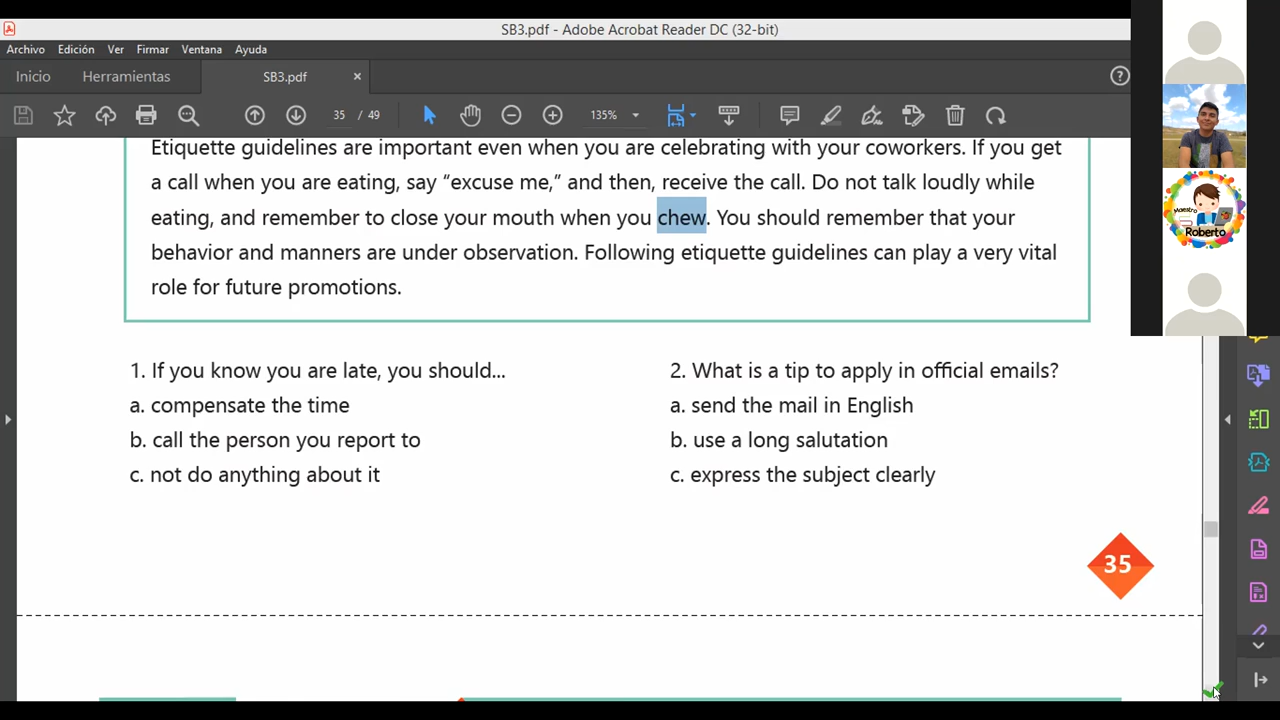 SB3.pdf - Adobe Acrobat Reader DC (32-bit)
Archivo Edición Ver Firmar Ventana Ayuda
Inicio Herramientas SB3.pdf ×
35 / 49 135%
Etiquette guidelines are important even when you are celebrating with your coworkers. If you get
a call when you are eating, say “excuse me,” and then, receive the call. Do not talk loudly while
eating, and remember to close your mouth when you chew. You should remember that your
behavior and manners are under observation. Following etiquette guidelines can play a very vital
role for future promotions.
1. If you know you are late, you should...
a. compensate the time
b. call the person you report to
c. not do anything about it
2. What is a tip to apply in official emails?
a. send the mail in English
b. use a long salutation
c. express the subject clearly
35
Maestro
Roberto